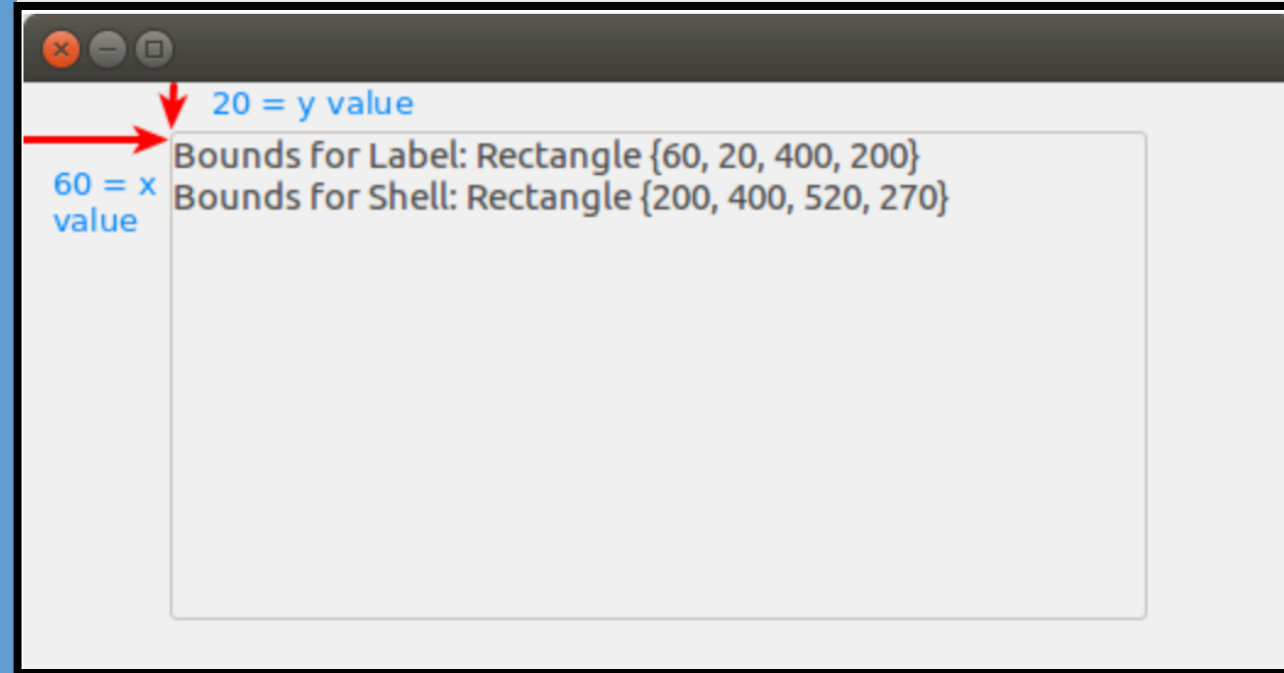 20 = y value
Bounds for Label: Rectangle {60, 20, 400, 200}
60 = x
value
Bounds for Shell: Rectangle {200, 400, 520, 270}